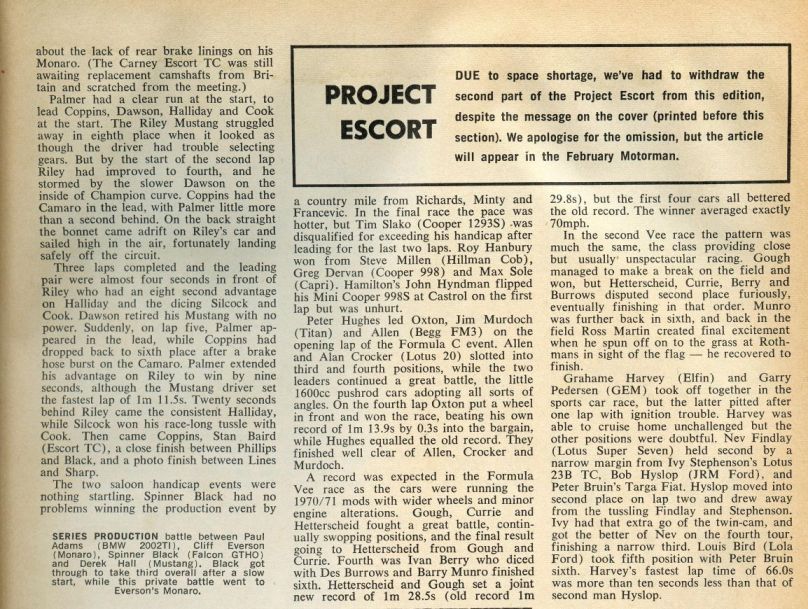 about the lack of rear brake linings on his
Monaro. (The Carney Escort TC was still
awaiting replacement camshafts from Bri-
tain and scratched from the meeting.)
Palmer had a clear run at the start, to
lead Coppins, Dawson, Halliday and Cook
at the start. The Riley Mustang struggled
away in eighth place when it looked as
though the driver had trouble selecting
gears. But by the start of the second lap
Riley had improved to fourth, and he
stormed by the slower Dawson on the
inside of Champion curve. Coppins had the
Camaro in the lead, with Palmer little more
than a second behind. On the back straight
the bonnet came adrift on Riley's car and
sailed high in the air, fortunately landing
safely off the circuit.
Three laps completed and the leading
pair were almost four seconds in front of
Riley who had an eight second advantage
on Halliday and the dicing Silcock and
Cook. Dawson retired his Mustang with no
power. Suddenly, on lap five, Palmer ap-
peared in the lead, while Coppins had
dropped back to sixth place after a brake
hose burst on the Camaro. Palmer extended
his advantage on Riley to win by nine
seconds, although the Mustang driver set
the fastest lap of 1m 11.5s. Twenty seconds
behind Riley came the consistent Halliday,
while Silcock won his race-long tussle with
Cook. Then came Coppins, Stan Baird
(Escort TC), a close finish between Phillips
and Black, and a photo finish between Lines
and Sharp.
The two saloon handicap events were
nothing startling. Spinner Black had no
problems winning the production event by
SERIES PRODUCTION battle between Paul
Adams (BMW 2002TI), Cliff Everson
(Monaro), Spinner Black (Falcon GTHO)
and Derek Hall (Mustang). Black got
through to take third overall after a slow
start, while this private battle went to
Everson's Monaro.
PROJECT
ESCORT
DUE to space shortage, we've had to withdraw the
second part of the Project Escort from this edition,
despite the message on the cover (printed before this
section). We apologise for the omission, but the article
will appear in the February Motorman.
a country mile from Richards, Minty and
Francevic. In the final race the pace was
hotter, but Tim Slako (Cooper 1293S) was
disqualified for exceeding his handicap after
leading for the last two laps. Roy Hanbury
won from Steve Millen (Hillman Cob),
Greg Dervan (Cooper 998) and Max Sole
(Capri). Hamilton's John Hyndman flipped
his Mini Cooper 998S at Castrol on the first
lap but was unhurt.
Peter Hughes led Oxton, Jim Murdoch
(Titan) and Allen (Begg FM3) on the
opening lap of the Formula C event. Allen
and Alan Crocker (Lotus 20) slotted into
third and fourth positions, while the two
leaders continued a great battle, the little
1600cc pushrod cars adopting all sorts of
angles. On the fourth lap Oxton put a wheel
in front and won the race, beating his own
record of 1m 13.9s by 0.3s into the bargain,
while Hughes equalled the old record. They
finished well clear of Allen, Crocker and
Murdoch.
A record was expected in the Formula
Vee race as the cars were running the
1970/71 mods with wider wheels and minor
engine alterations. Gough, Currie and
Hetterscheid fought a great battle, contin-
ually swopping positions, and the final result
going to Hetterscheid from Gough and
Currie. Fourth was Ivan Berry who diced
with Des Burrows and Barry Munro finished
sixth. Hetterscheid and Gough set a joint
new record of 1m 28.5s (old record 1m
29.8s), but the first four cars all bettered
the old record. The winner averaged exactly
70mph.
In the second Vee race the pattern was
much the same, the class providing close
but usually unspectacular racing. Gough
managed to make a break on the field and
won, but Hetterscheid, Currie, Berry and
Burrows disputed second place furiously,
eventually finishing in that order. Munro
was further back in sixth, and back in the
field Ross Martin created final excitement
when he spun off on to the grass at Roth-
mans in sight of the flag — he recovered to
finish.
Grahame Harvey (Elfin) and Garry
Pedersen (GEM) took off together in the
sports car race, but the latter pitted after
one lap with ignition trouble. Harvey was
able to cruise home unchallenged but the
other positions were doubtful. Nev Findlay
(Lotus Super Seven) held second by a
narrow margin from Ivy Stephenson's Lotus
23B TC, Bob Hyslop (JRM Ford), and
Peter Bruin's Targa Fiat. Hyslop moved into
second place on lap two and drew away
from the tussling Findlay and Stephenson.
Ivy had that extra go of the twin-cam, and
got the better of Nev on the fourth tour,
finishing a narrow third. Louis Bird (Lola
Ford) took fifth position with Peter Bruin
sixth. Harvey's fastest lap time of 66.0s
was more than ten seconds less than that of
second man Hyslop.